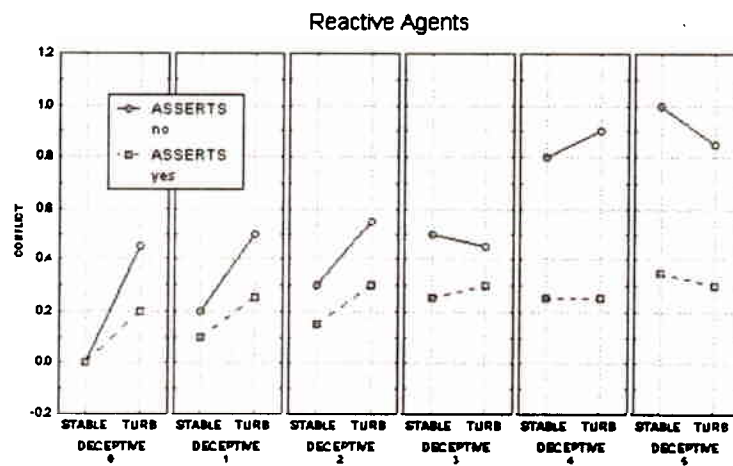 Reactive Agents
1.2
1.0
0.8
0.6
0.4
0.2
0.0
-0.2
CONFLICT
ASSERTS
no
ASSERTS
yes
STABLE TURB STABLE TURB STABLE TURB STABLE TURB STABLE TURB STABLE TURB
DECEPTIVE DECEPTIVE DECEPTIVE DECEPTIVE DECEPTIVE DECEPTIVE
0 1 2 3 4 5